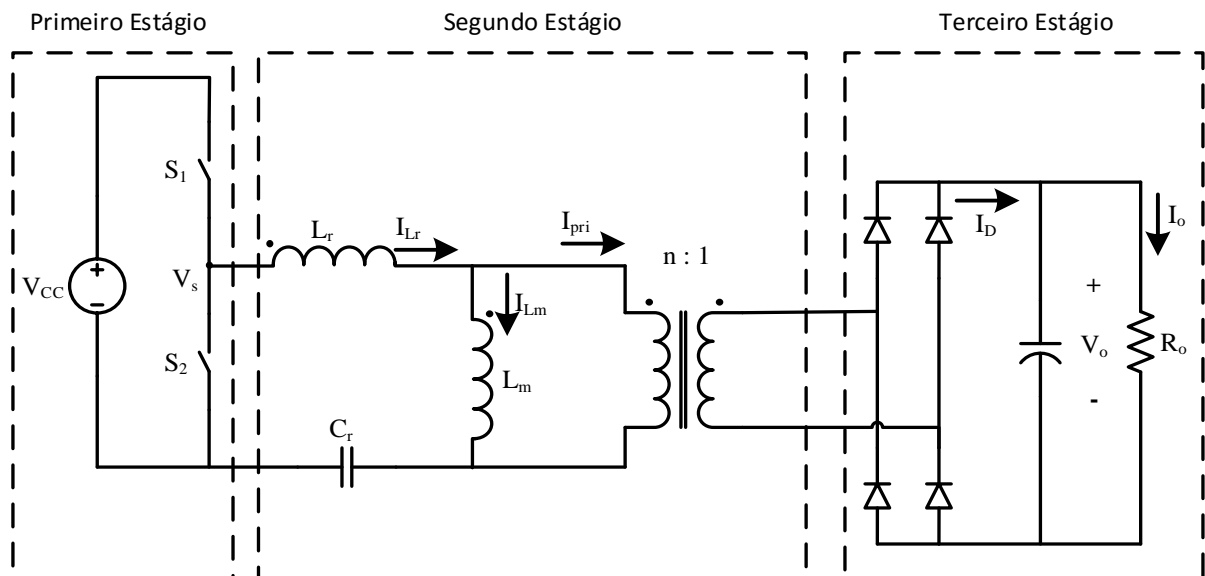 Primeiro Estágio
Segundo Estágio
Terceiro Estágio
S1
Lr
ILr
Ipri
n : 1
ID
Io
VCC
+
−
Vs
ILm
+
Vo
-
Ro
S2
Lm
Cr